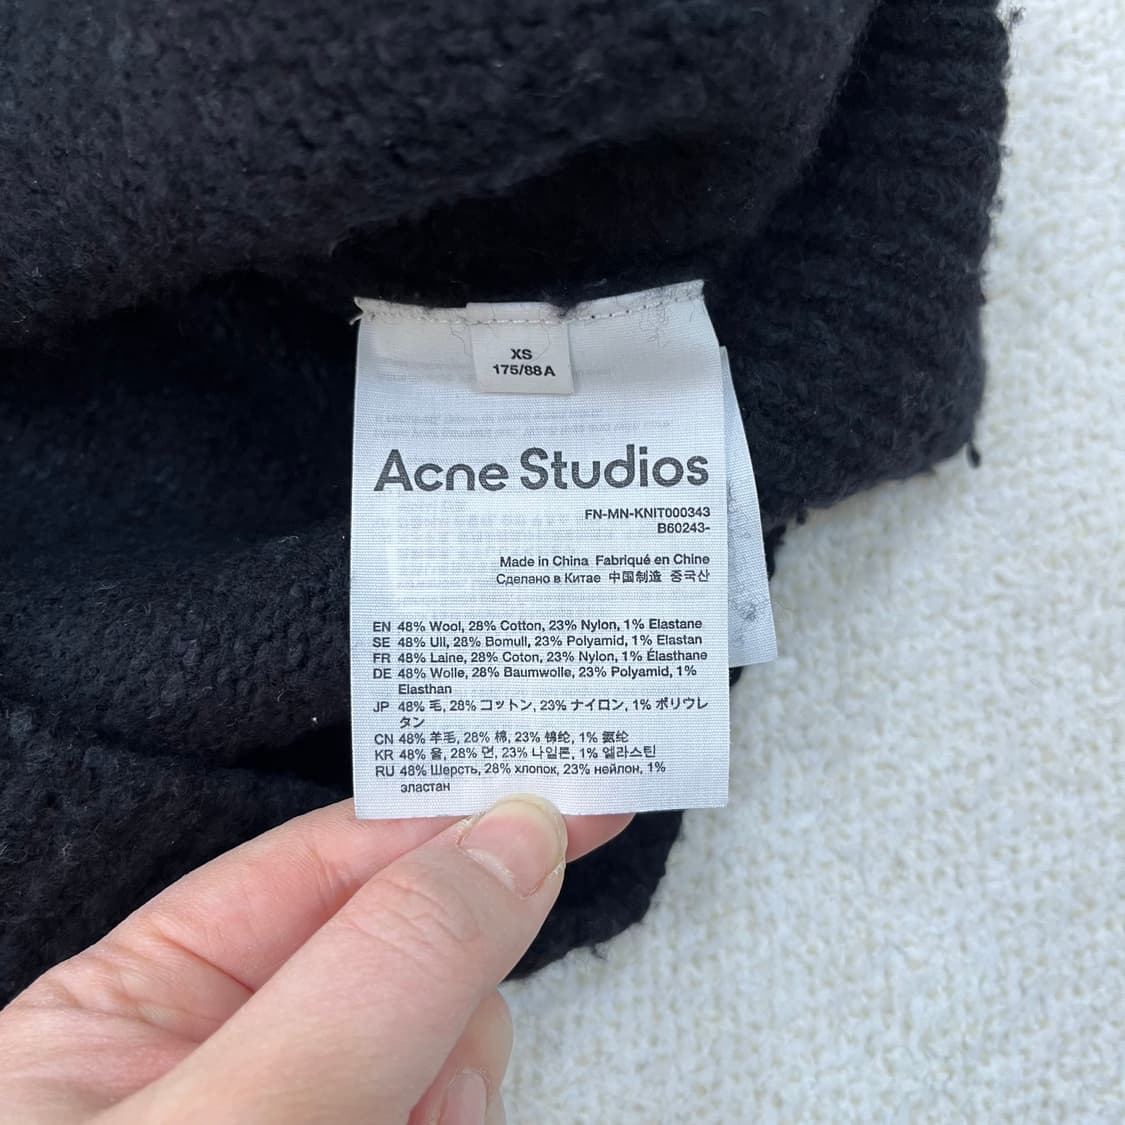 XS
175/88A
Acne Studios
FN-MN-KNIT000343
B60243-
Made in China Fabriqué en Chine
Сделано в Китае 中国制造 중국산
EN 48% Wool, 28% Cotton, 23% Nylon, 1% Elastane
SE 48% Ull, 28% Bomull, 23% Polyamid, 1% Elastan
FR 48% Laine, 28% Coton, 23% Nylon, 1% Élasthane
DE 48% Wolle, 28% Baumwolle, 23% Polyamid, 1%
Elasthan
JP 48% 毛, 28% コットン, 23% ナイロン, 1% ポリウレ
タン
CN 48% 羊毛, 28% 棉, 23% 锦纶, 1% 氨纶
KR 48% 울, 28% 면, 23% 나일론, 1% 엘라스틴
RU 48% Шерсть, 28% хлопок, 23% нейлон, 1%
эластан